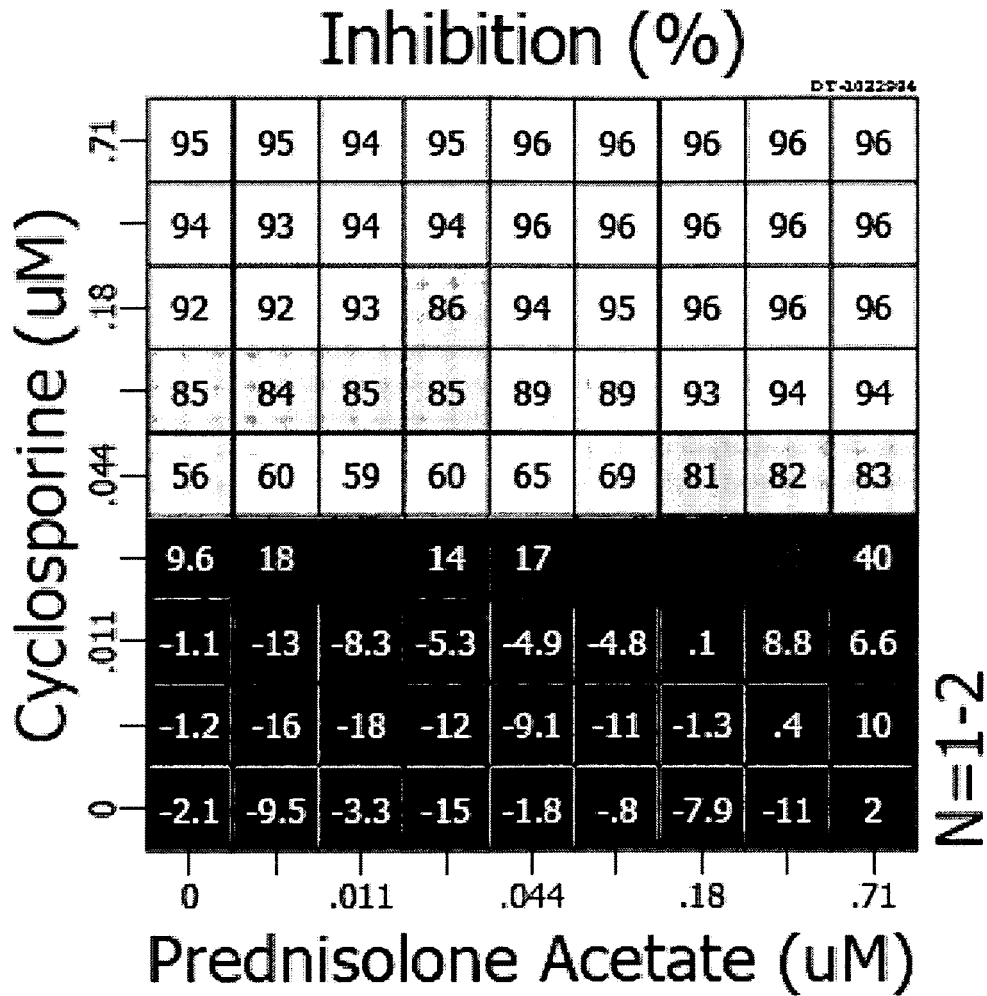 Inhibition (%)
DT-1022984
Cyclosporine (uM)
.71 95 95 94 95 96 96 96 96 96
94 93 94 94 96 96 96 96 96
.18 92 92 93 86 94 95 96 96 96
85 84 85 85 89 89 93 94 94
.044 56 60 59 60 65 69 81 82 83
9.6 18 14 17 40
.011 -1.1 -13 -8.3 -5.3 -4.9 -4.8 .1 8.8 6.6
-1.2 -16 -18 -12 -9.1 -11 -1.3 .4 10
0 -2.1 -9.5 -3.3 -15 -1.8 -.8 -7.9 -11 2
0 .011 .044 .18 .71
Prednisolone Acetate (uM)
N=1-2